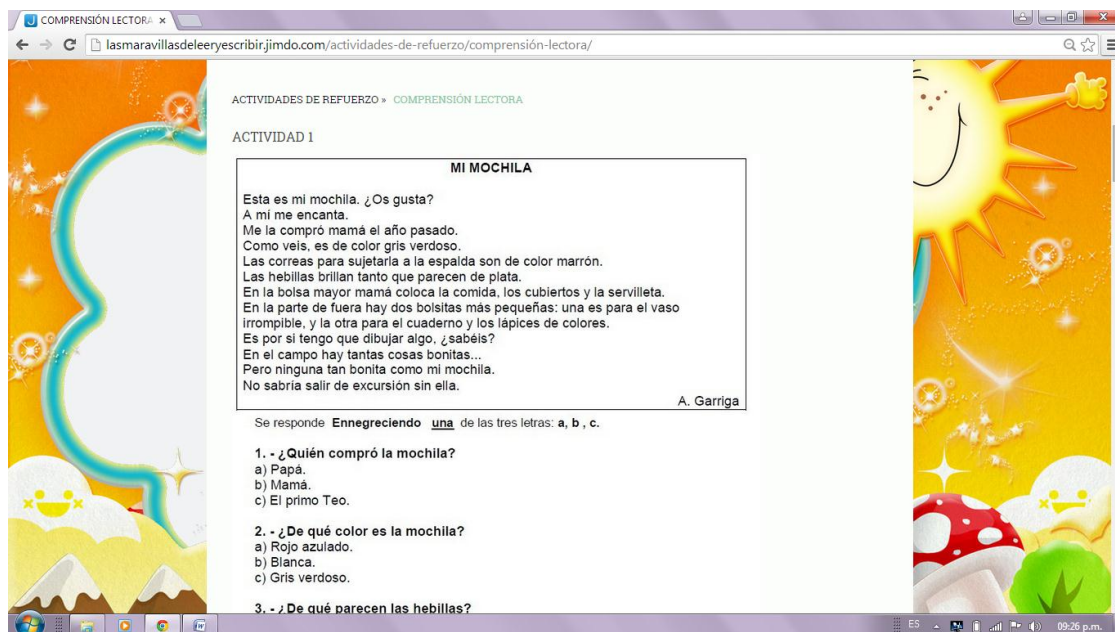 COMPRENSIÓN LECTORA
lasmaravillasdeleeryescribir.jimdo.com/actividades-de-refuerzo/comprensión-lectora/
ACTIVIDADES DE REFUERZO » COMPRENSIÓN LECTORA
ACTIVIDAD 1
MI MOCHILA
Esta es mi mochila. ¿Os gusta?
A mí me encanta.
Me la compró mamá el año pasado.
Como veis, es de color gris verdoso.
Las correas para sujetarla a la espalda son de color marrón.
Las hebillas brillan tanto que parecen de plata.
En la bolsa mayor mamá coloca la comida, los cubiertos y la servilleta.
En la parte de fuera hay dos bolsitas más pequeñas: una es para el vaso
irrompible, y la otra para el cuaderno y los lápices de colores.
Es por si tengo que dibujar algo, ¿sabéis?
En el campo hay tantas cosas bonitas...
Pero ninguna tan bonita como mi mochila.
No sabría salir de excursión sin ella.
A. Garriga
Se responde Ennegreciendo una de las tres letras: a, b , c.
1. - ¿Quién compró la mochila?
a) Papá.
b) Mamá.
c) El primo Teo.
2. - ¿De qué color es la mochila?
a) Rojo azulado.
b) Blanca.
c) Gris verdoso.
3. - ¿De qué parecen las hebillas?
ES
09:26 p.m.